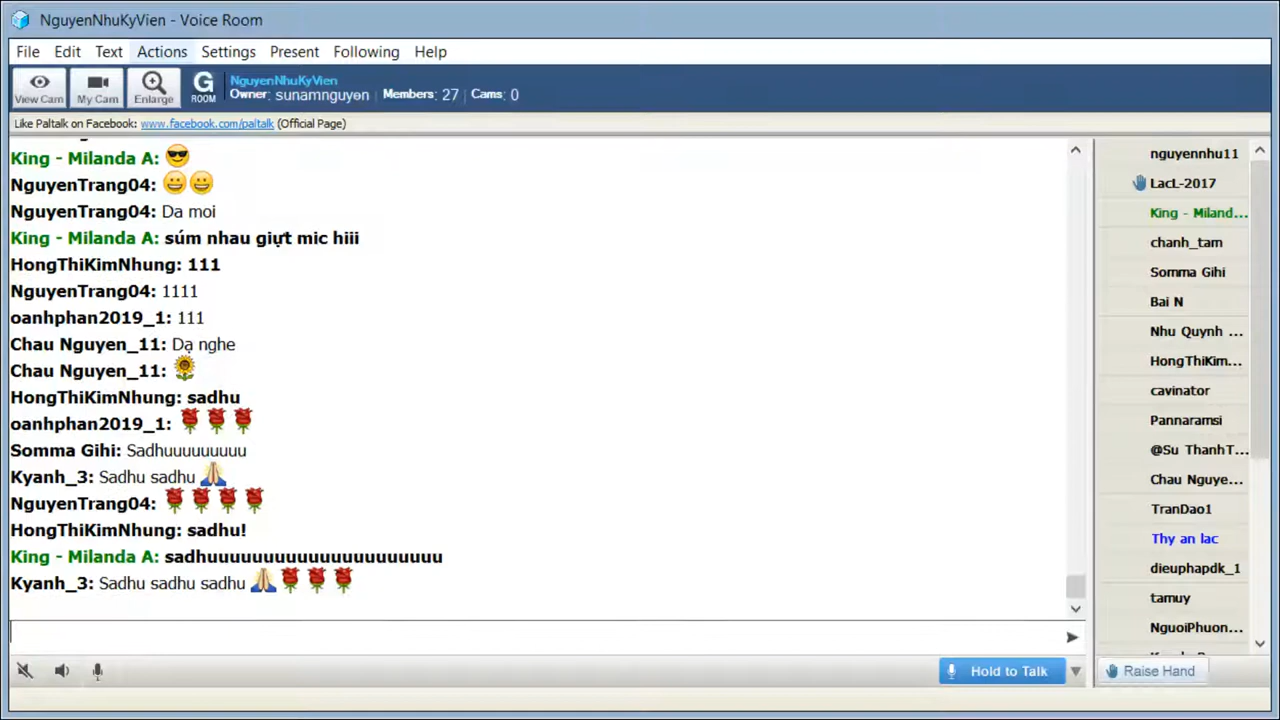 NguyenNhuKyVien - Voice Room
File Edit Text Actions Settings Present Following Help
View Cam My Cam Enlarge G ROOM
NguyenNhuKyVien
Owner: sunamnguyen Members: 27 Cams: 0
Like Paltalk on Facebook: www.facebook.com/paltalk (Official Page)
King - Milanda A:
NguyenTrang04:
NguyenTrang04: Da moi
King - Milanda A: súm nhau giựt mic hiii
HongThiKimNhung: 111
NguyenTrang04: 1111
oanhphan2019_1: 111
Chau Nguyen_11: Dạ nghe
Chau Nguyen_11:
HongThiKimNhung: sadhu
oanhphan2019_1:
Somma Gihi: Sadhuuuuuuuuu
Kyanh_3: Sadhu sadhu
NguyenTrang04:
HongThiKimNhung: sadhu!
King - Milanda A: sadhuuuuuuuuuuuuuuuuuuuuu
Kyanh_3: Sadhu sadhu sadhu
nguyennhu11
LacL-2017
King - Miland...
chanh_tam
Somma Gihi
Bai N
Nhu Quynh ...
HongThiKim...
cavinator
Pannaramsi
@Su ThanhT...
Chau Nguye...
TranDao1
Thy an lac
dieuphapdk_1
tamuy
NguoiPhuon...
Hold to Talk
Raise Hand